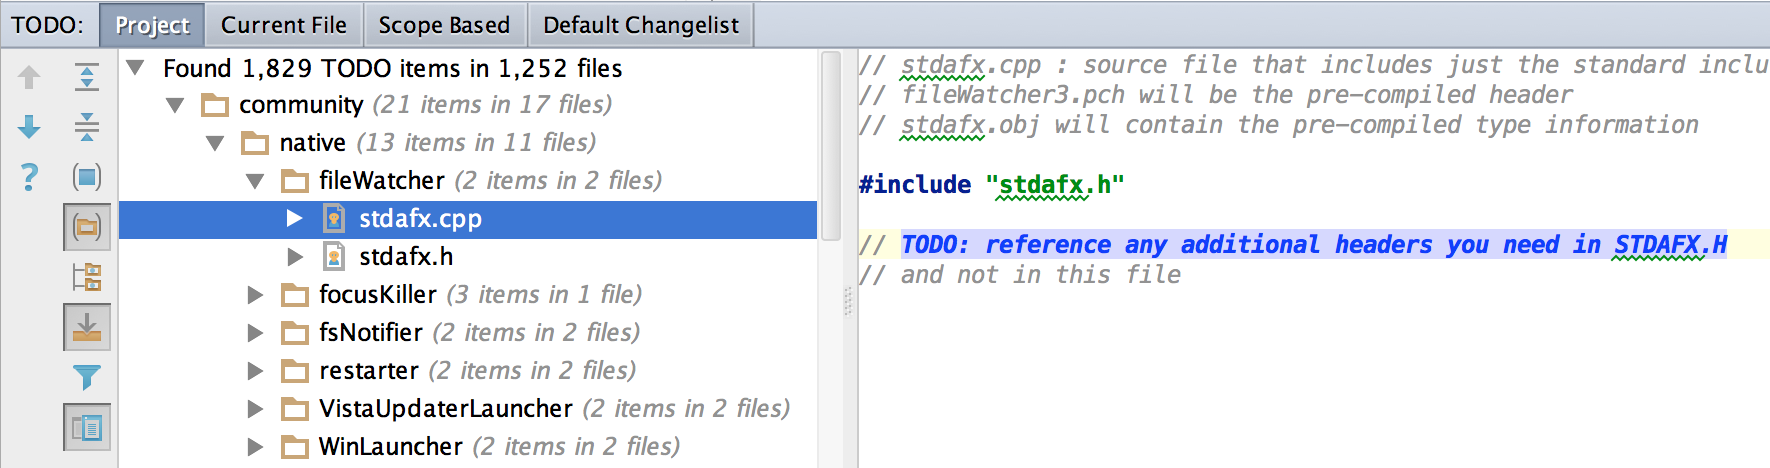 TODO: Project Current File Scope Based Default Changelist
Found 1,829 TODO items in 1,252 files
community (21 items in 17 files)
native (13 items in 11 files)
fileWatcher (2 items in 2 files)
stdafx.cpp
stdafx.h
focusKiller (3 items in 1 file)
fsNotifier (2 items in 2 files)
restarter (2 items in 2 files)
VistaUpdaterLauncher (2 items in 2 files)
WinLauncher (2 items in 2 files)
// stdafx.cpp : source file that includes just the standard inclu
// fileWatcher3.pch will be the pre-compiled header
// stdafx.obj will contain the pre-compiled type information
#include "stdafx.h"
// TODO: reference any additional headers you need in STDAFX.H
// and not in this file